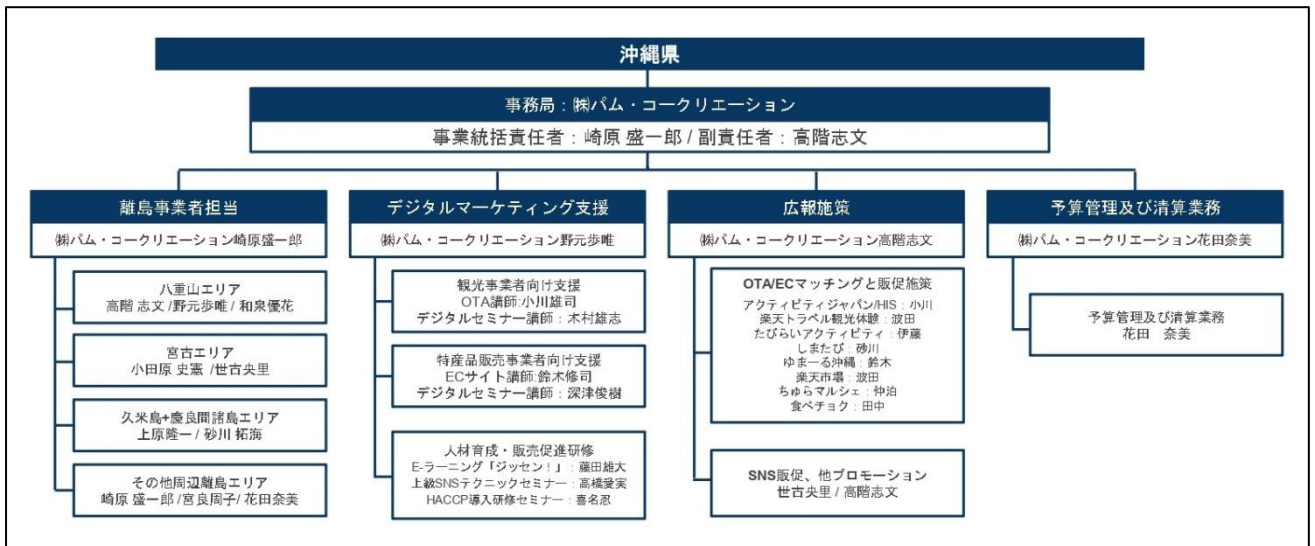 沖縄県
事務局：㈱パム・コークリエーション
事業統括責任者：崎原 盛一郎 / 副責任者：高階志文
離島事業者担当
㈱パム・コークリエーション崎原盛一郎
八重山エリア
高階 志文 /野元歩唯 / 和泉優花
宮古エリア
小田原 史憲 /世古央里
久米島+慶良間諸島エリア
上原隆一 / 砂川 拓海
その他周辺離島エリア
崎原 盛一郎 /宮良周子/ 花田奈美
デジタルマーケティング支援
㈱パム・コークリエーション野元歩唯
観光事業者向け支援
OTA講師:小川雄司
デジタルセミナー講師：木村雄志
特産品販売事業者向け支援
ECサイト講師:鈴木修司
デジタルセミナー講師：深津俊樹
人材育成・販売促進研修
E-ラーニング「ジッセン！」：藤田雄大
上級SNSテクニックセミナー：高橋愛実
HACCP導入研修セミナー：喜名忍
広報施策
㈱パム・コークリエーション高階志文
OTA/ECマッチングと販促施策
アクティビティジャパン/HIS：小川
楽天トラベル観光体験：波田
たびらいアクティビティ：伊藤
しまたび：砂川
ゆまーる沖縄：鈴木
楽天市場：波田
ちゅらマルシェ：仲泊
食べチョク：田中
SNS販促、他プロモーション
世古央里 / 高階志文
予算管理及び清算業務
㈱パム・コークリエーション花田奈美
予算管理及び清算業務
花田　奈美